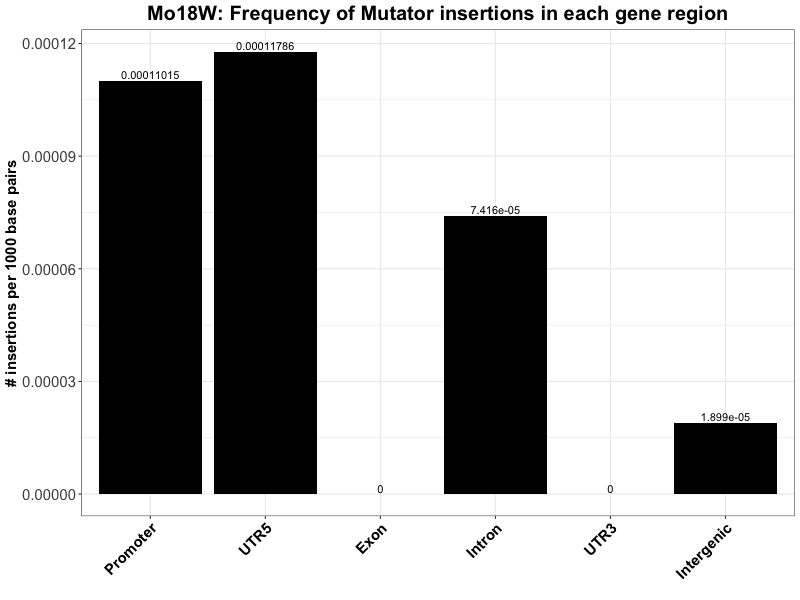 Mo18W: Frequency of Mutator insertions in each gene region
# insertions per 1000 base pairs
0.00012
0.00009
0.00006
0.00003
0.00000
0.00011015
0.00011786
0
7.416e-05
0
1.899e-05
Promoter
UTR5
Exon
Intron
UTR3
Intergenic